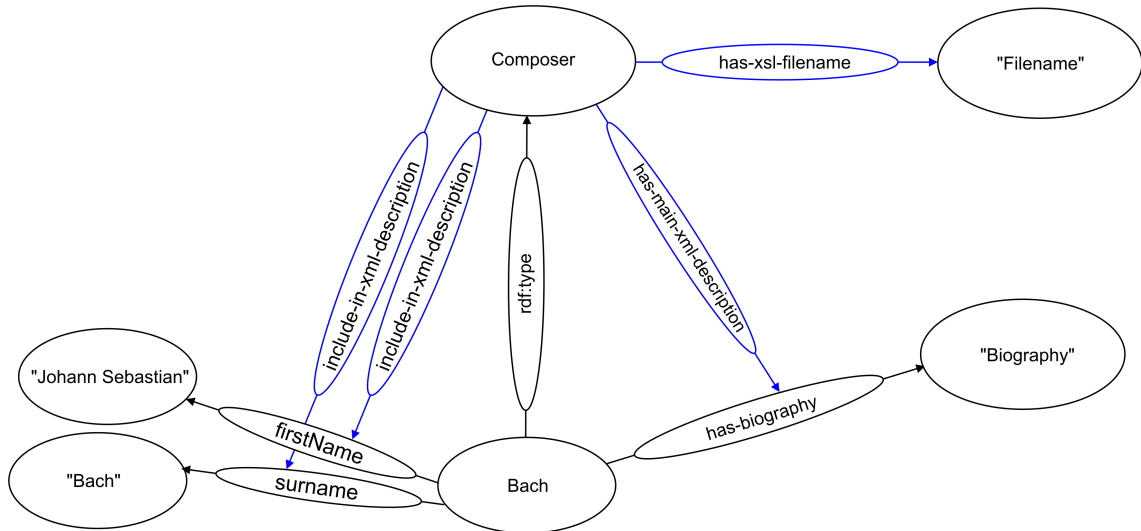 Composer
has-xsl-filename
"Filename"
include-in-xml-description
include-in-xml-description
rdf:type
has-main-xml-description
"Johann Sebastian"
firstName
"Biography"
has-biography
"Bach"
surname
Bach